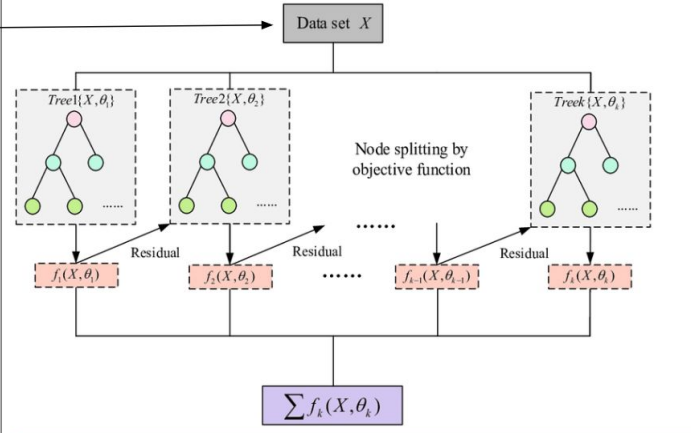 Data set X
Tree1{X,θ₁}
Tree2{X,θ₂}
Treek{X,θₖ}
Node splitting by
objective function
......
......
......
......
Residual
Residual
......
Residual
f₁(X,θ₁)
f₂(X,θ₂)
fₖ₋₁(X,θₖ₋₁)
fₖ(X,θₖ)
∑fₖ(X,θₖ)